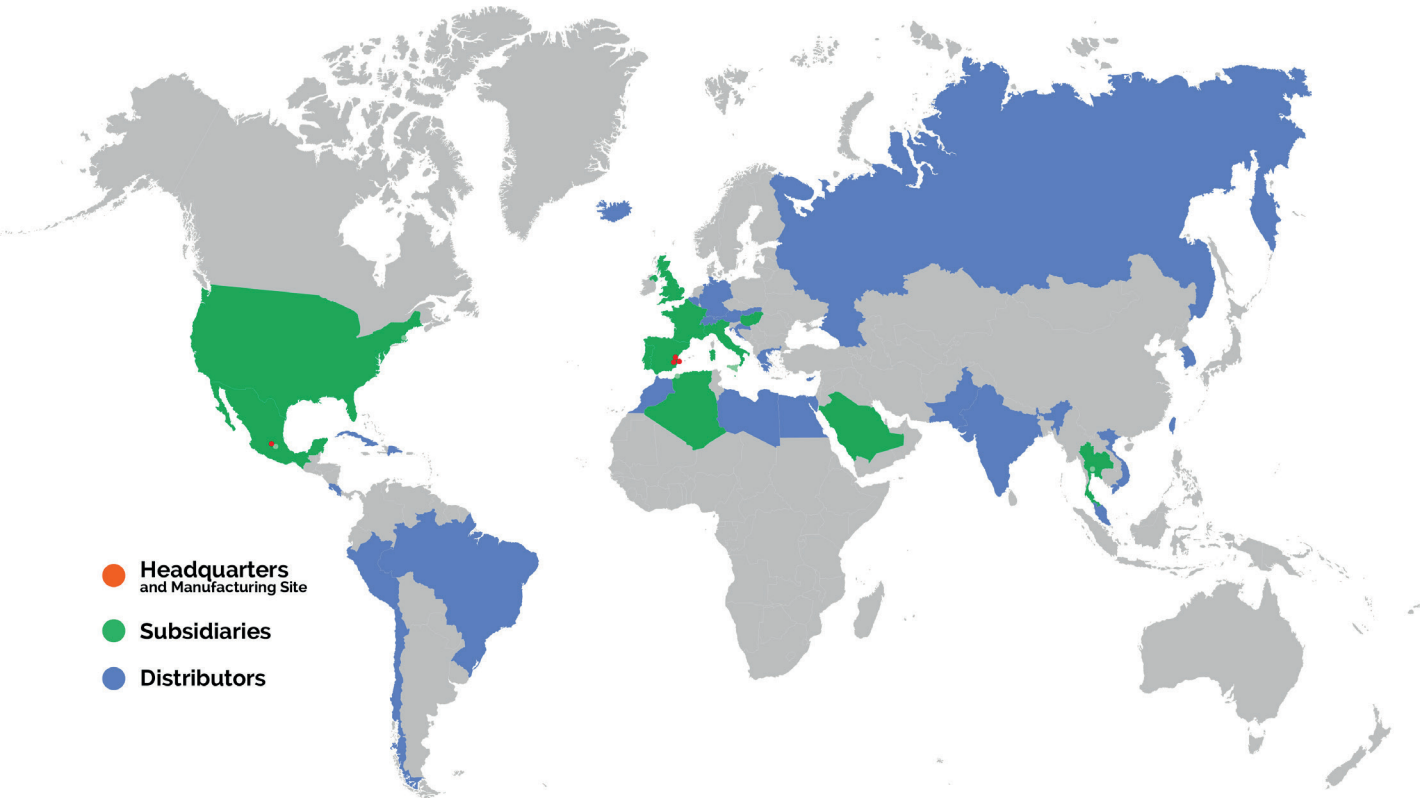 Headquarters
and Manufacturing Site
Subsidiaries
Distributors